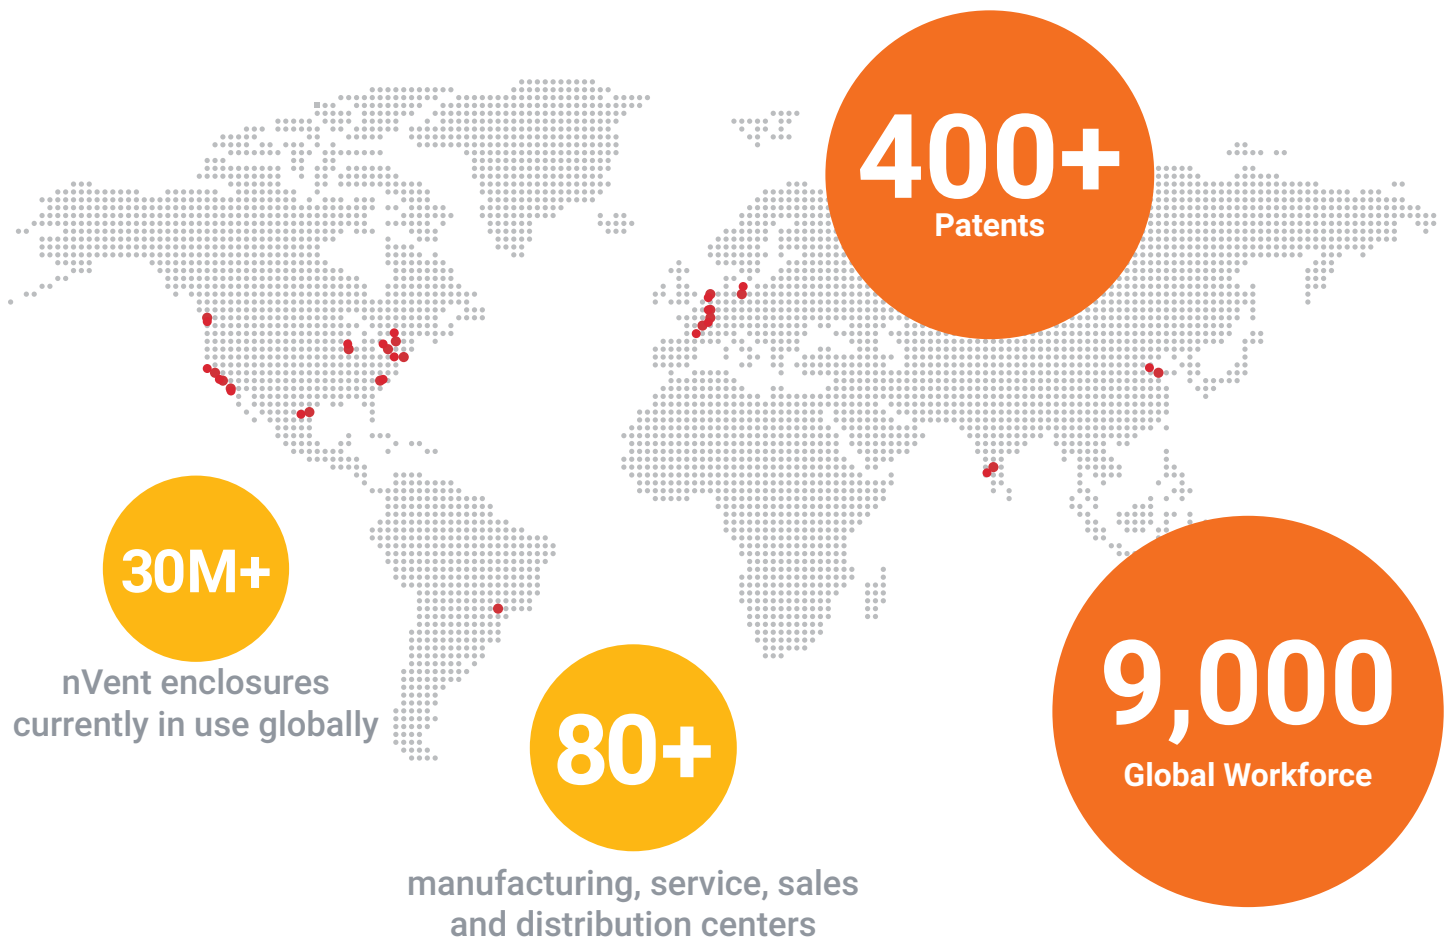 400+
Patents
30M+
nVent enclosures
currently in use globally
80+
manufacturing, service, sales
and distribution centers
9,000
Global Workforce